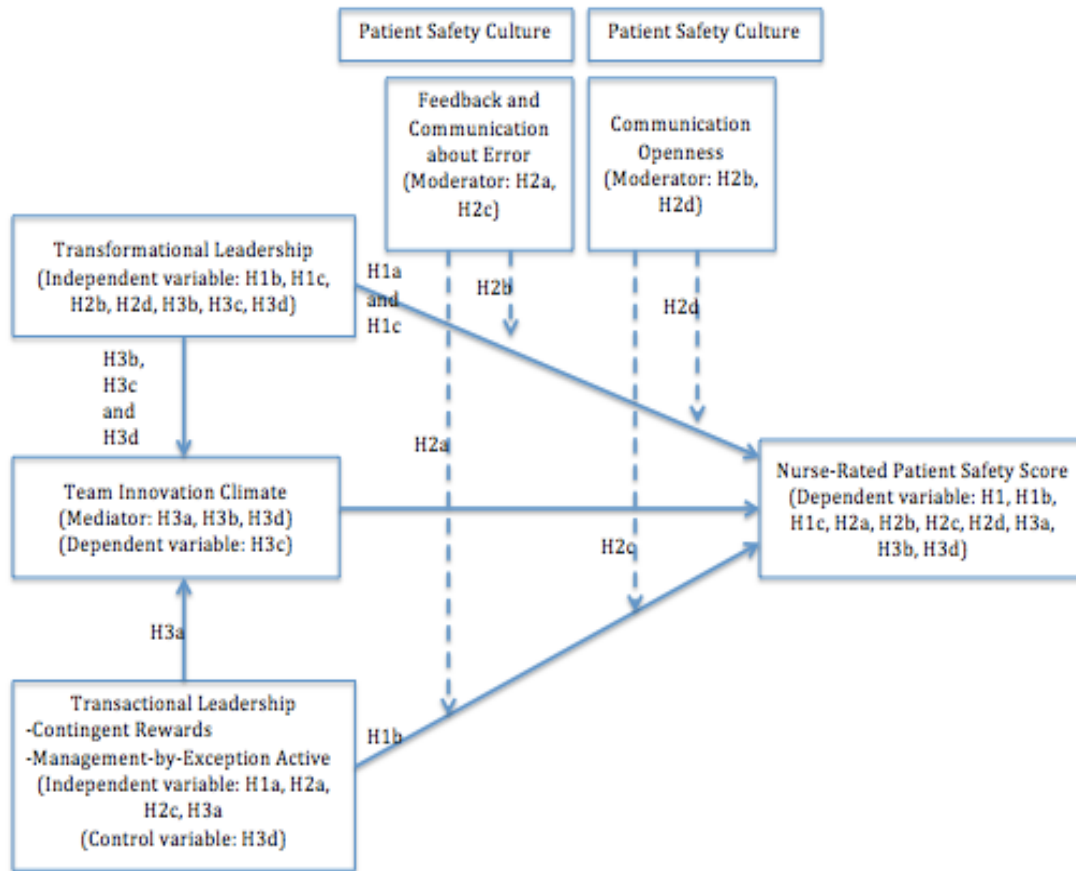 Patient Safety Culture
Patient Safety Culture
Feedback and
Communication
about Error
(Moderator: H2a,
H2c)
Communication
Openness
(Moderator: H2b,
H2d)
Transformational Leadership
(Independent variable: H1b, H1c,
H2b, H2d, H3b, H3c, H3d)
H1a
and
H1c
H2b
H2d
H3b,
H3c
and
H3d
H2a
Team Innovation Climate
(Mediator: H3a, H3b, H3d)
(Dependent variable: H3c)
Nurse-Rated Patient Safety Score
(Dependent variable: H1, H1b,
H1c, H2a, H2b, H2c, H2d, H3a,
H3b, H3d)
H2c
H3a
Transactional Leadership
-Contingent Rewards
-Management-by-Exception Active
(Independent variable: H1a, H2a,
H2c, H3a
(Control variable: H3d)
H1b